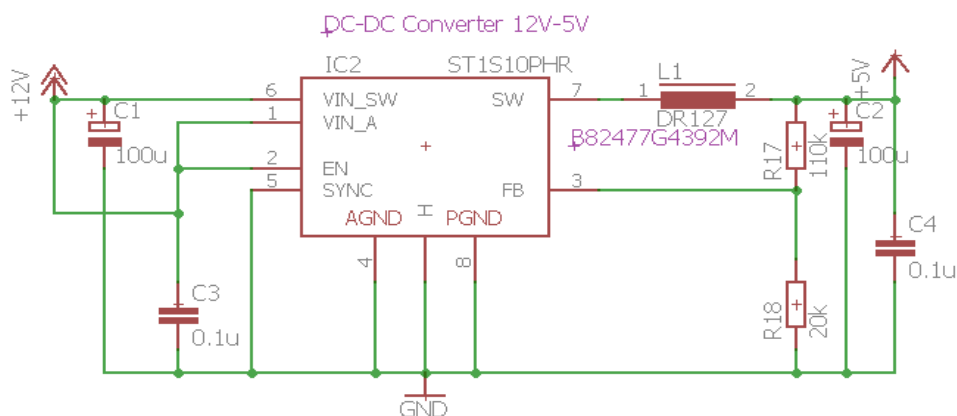 DC-DC Converter 12V-5V
IC2
ST1S10PHR
+12V
C1
100u
6
VIN_SW
1
VIN_A
2
EN
5
SYNC
SW
7
FB
3
AGND
H
PGND
4
8
L1
1
2
DR127
B82477G4392M
+5V
R17
110k
C2
100u
R18
20k
C3
0.1u
C4
0.1u
GND